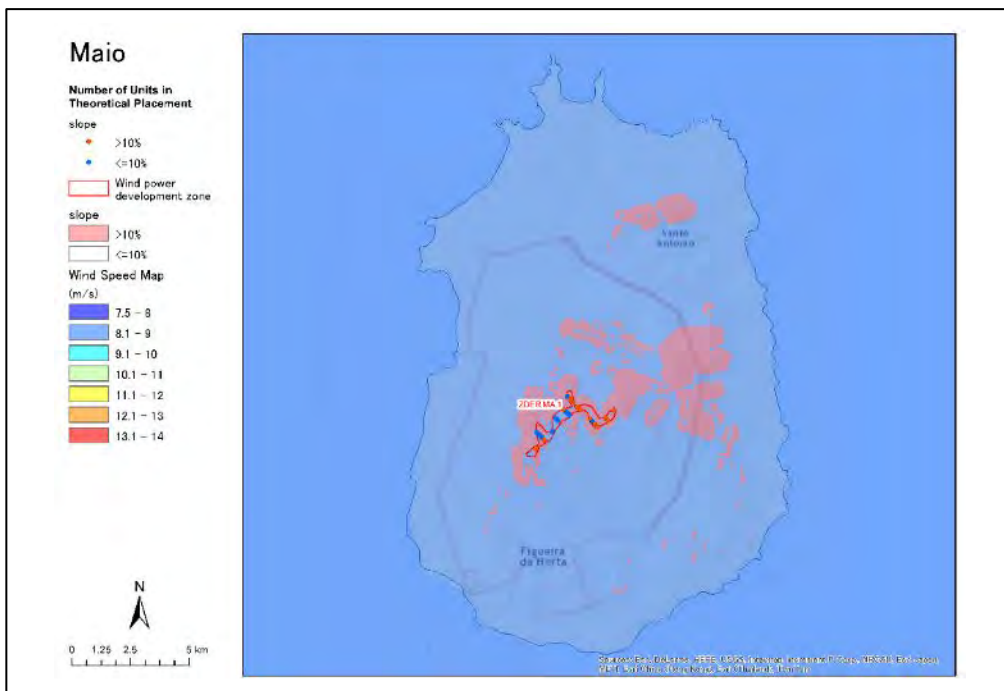 Maio
Number of Units in
Theoretical Placement
slope
>10%
<=10%
Wind power
development zone
slope
>10%
<=10%
Wind Speed Map
(m/s)
7.5 – 8
8.1 – 9
9.1 – 10
10.1 – 11
11.1 – 12
12.1 – 13
13.1 – 14
N
0 1.25 2.5 5 km
Santo
Antonio
ZDER MA 1
Figueira
da Horta